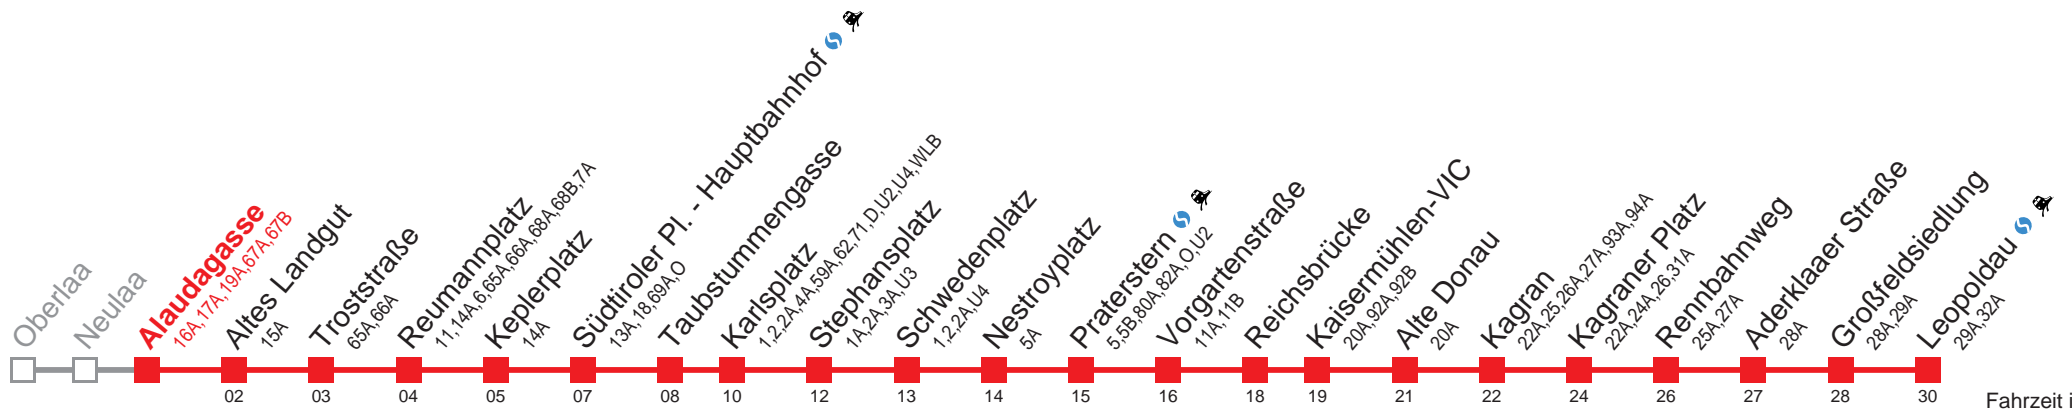 Oberlaa
Neulaa
Alaudagasse
16A,17A,19A,67A,67B
Altes Landgut
15A
02
Troststraße
65A,66A
03
Reumannplatz
11,14A,6,65A,66A,68A,68B,7A
04
Keplerplatz
14A
05
Südtiroler Pl. - Hauptbahnhof
13A,18,69A,O
07
Taubstummengasse
08
Karlsplatz
1,2,2A,4A,59A,62,71,D,U2,U4,WLB
10
Stephansplatz
1A,2A,3A,U3
12
Schwedenplatz
1,2,2A,U4
13
Nestroyplatz
5A
14
Praterstern
5,5B,80A,82A,O,U2
15
Vorgartenstraße
11A,11B
16
Reichsbrücke
18
Kaisermühlen-VIC
20A,92A,92B
19
Alte Donau
20A
21
Kagran
22A,25,26A,27A,93A,94A
22
Kagraner Platz
22A,24A,26,31A
24
Rennbahnweg
25A,27A
26
Aderklaaer Straße
28A
27
Großfeldsiedlung
28A,29A
28
Leopoldau
29A,32A
30
Fahrzeit